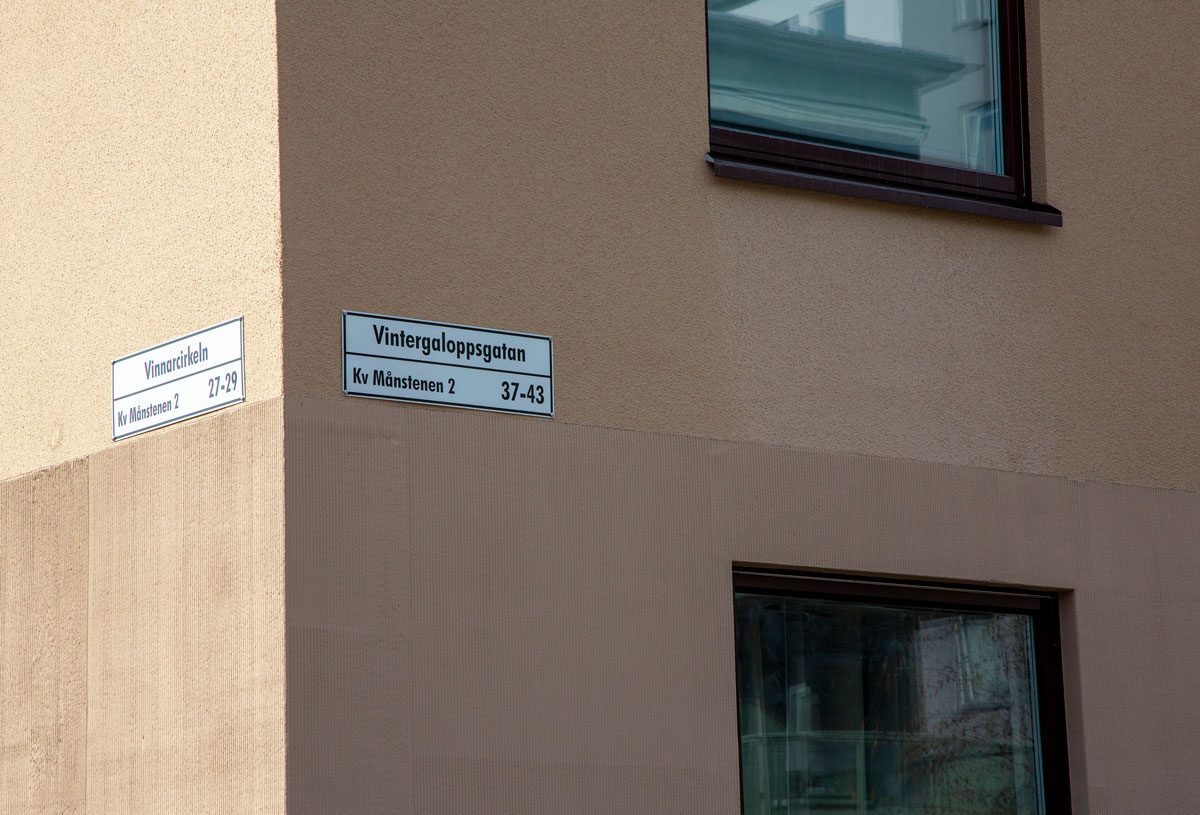 Vinnarcirkeln
Kv Månstenen 2 27-29
Vintergaloppsgatan
Kv Månstenen 2 37-43